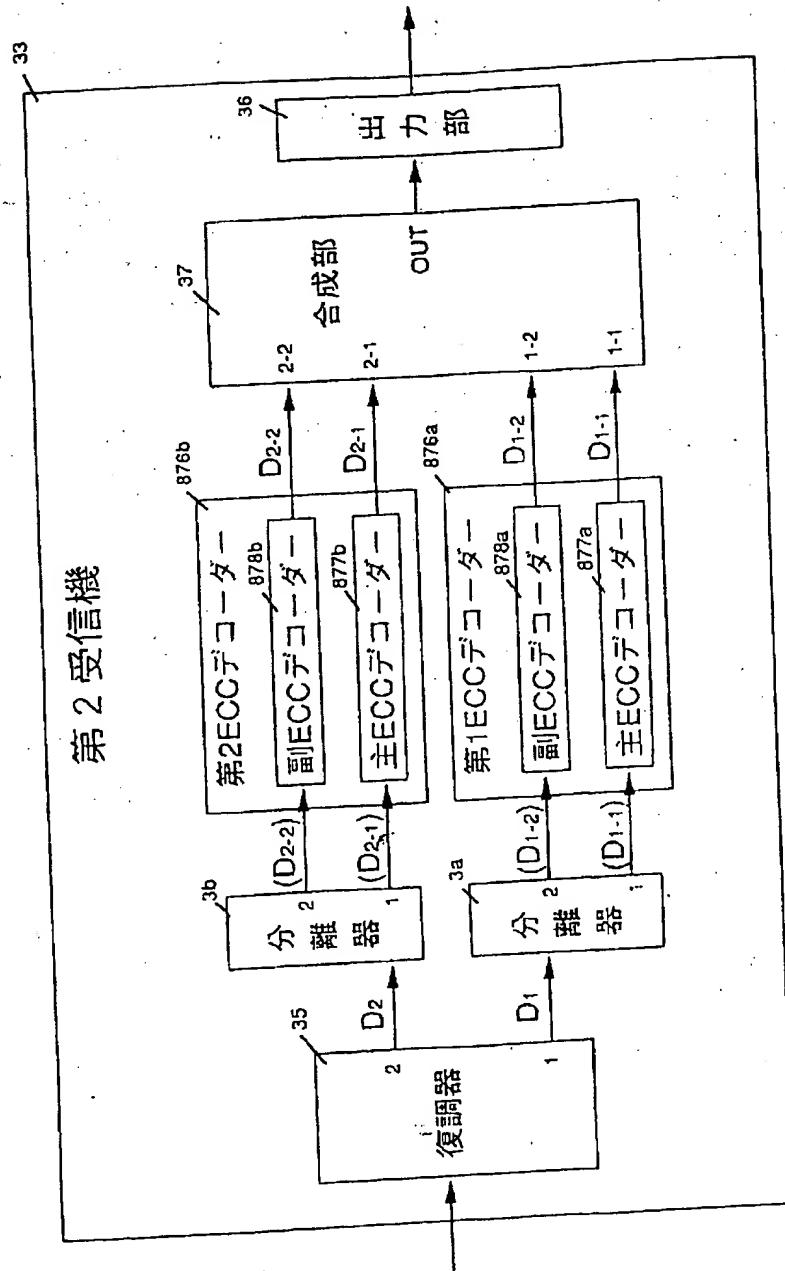 第2受信機
33
35
復調器
2
1
D2
D1
3b
分離器
2
1
3a
分離器
2
1
(D2-2)
(D2-1)
(D1-2)
(D1-1)
876b
第2ECCデコーダー
878b
副ECCデコーダー
877b
主ECCデコーダー
876a
第1ECCデコーダー
878a
副ECCデコーダー
877a
主ECCデコーダー
D2-2
D2-1
D1-2
D1-1
37
合成部
2-2
2-1
1-2
1-1
OUT
36
出力部